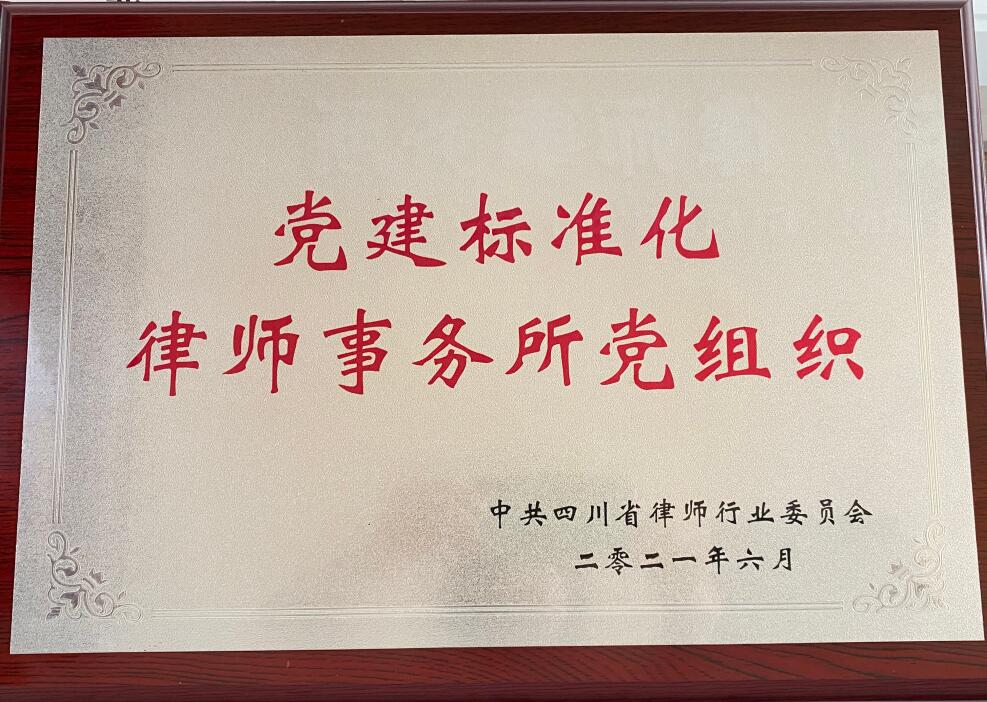 党建标准化
律师事务所党组织
中共四川省律师行业委员会
二零二一年六月